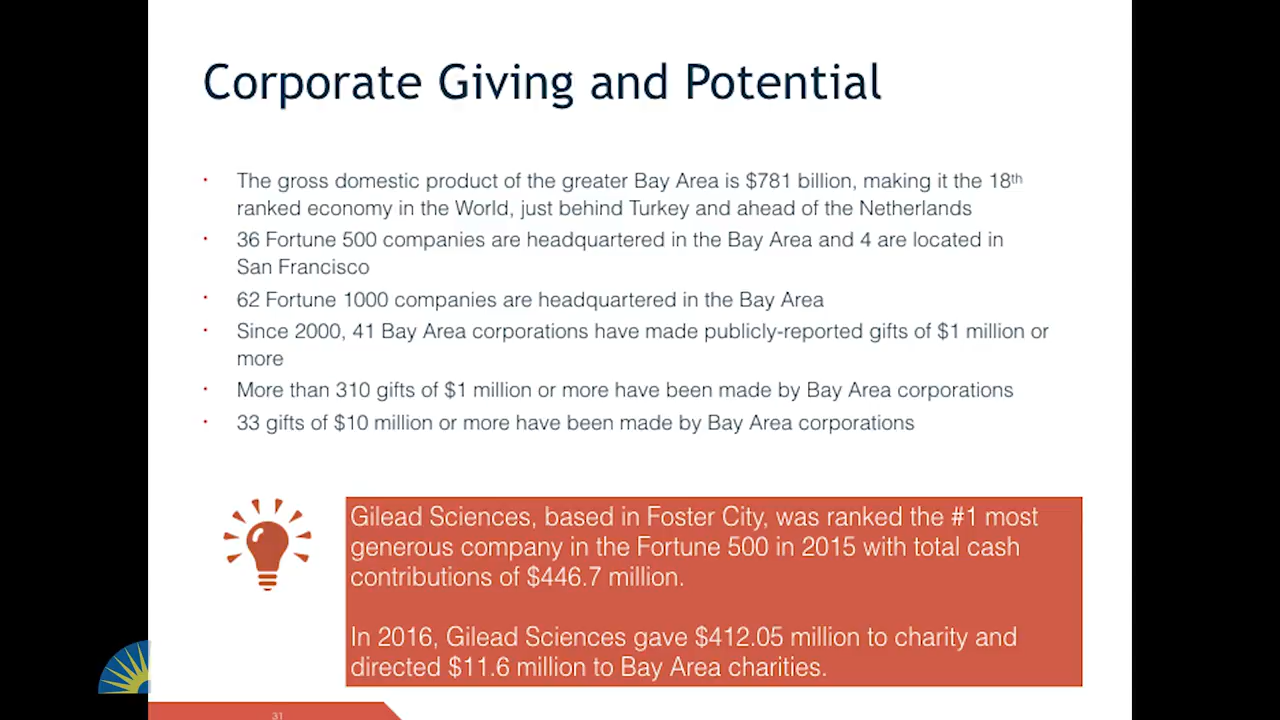 Corporate Giving and Potential
· The gross domestic product of the greater Bay Area is $781 billion, making it the 18th
ranked economy in the World, just behind Turkey and ahead of the Netherlands
· 36 Fortune 500 companies are headquartered in the Bay Area and 4 are located in
San Francisco
· 62 Fortune 1000 companies are headquartered in the Bay Area
· Since 2000, 41 Bay Area corporations have made publicly-reported gifts of $1 million or
more
· More than 310 gifts of $1 million or more have been made by Bay Area corporations
· 33 gifts of $10 million or more have been made by Bay Area corporations
Gilead Sciences, based in Foster City, was ranked the #1 most
generous company in the Fortune 500 in 2015 with total cash
contributions of $446.7 million.
In 2016, Gilead Sciences gave $412.05 million to charity and
directed $11.6 million to Bay Area charities.
31